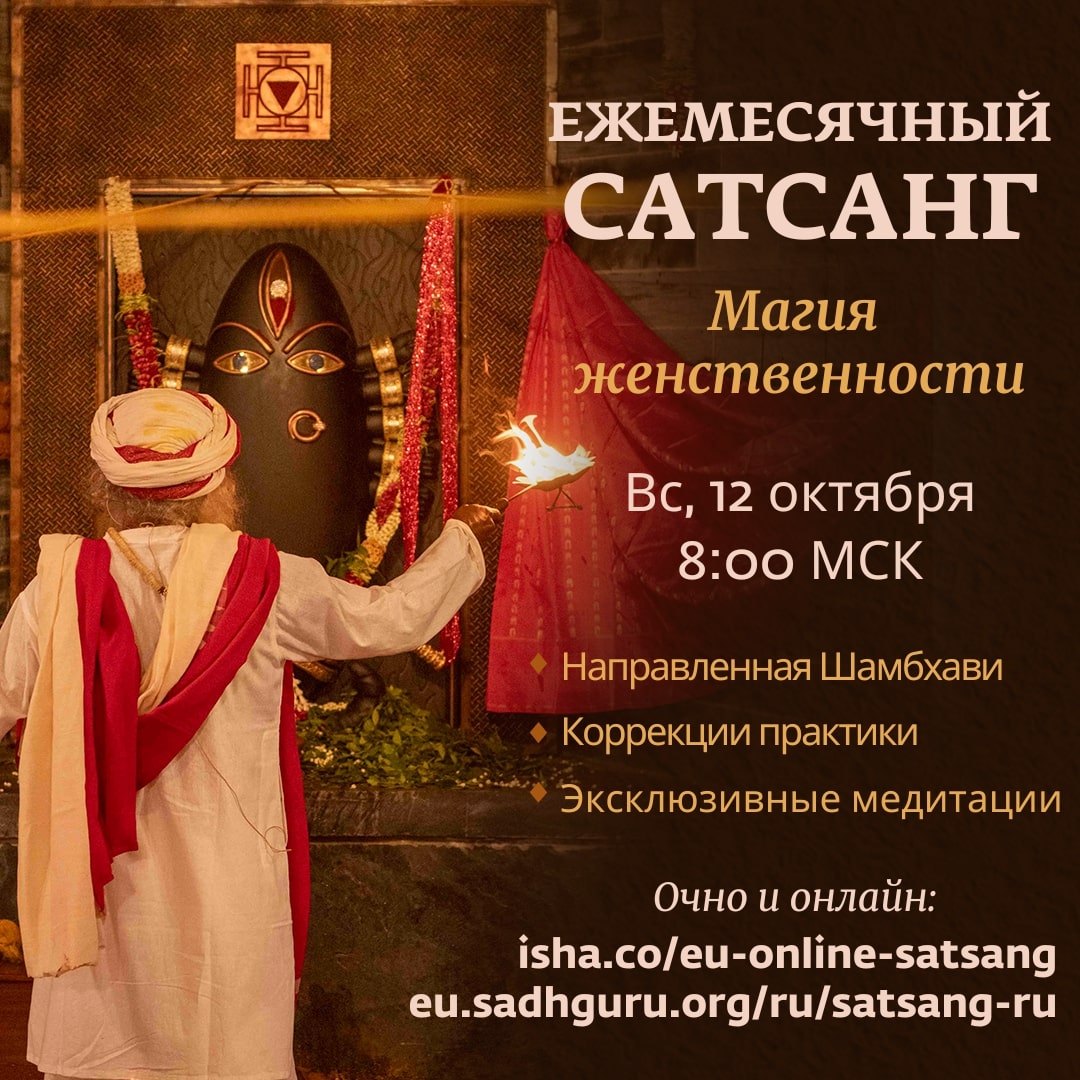 ЕЖЕМЕСЯЧНЫЙ
САТСАНГ
Магия
женственности
Вс, 12 октября
8:00 МСК
Направленная Шамбхави
Коррекции практики
Эксклюзивные медитации
Очно и онлайн:
isha.co/eu-online-satsang
eu.sadhguru.org/ru/satsang-ru